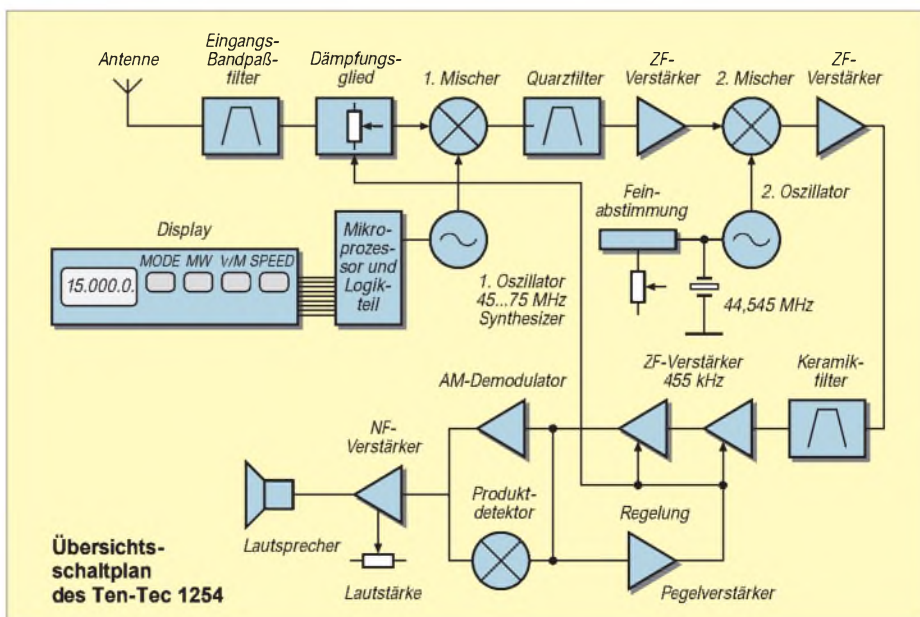 Antenne
Eingangs-
Bandpaß-
filter
Dämpfungs-
glied
1. Mischer
Quarzfilter
ZF-
Verstärker
2. Mischer
ZF-
Verstärker
Fein-
abstimmung
2. Oszillator
Display
MODE MW V/M SPEED
15.000.0.
Mikro-
prozes-
sor und
Logik-
teil
1. Oszillator
45...75 MHz
Synthesizer
44,545 MHz
AM-Demodulator
ZF-Verstärker
455 kHz
Keramik-
filter
NF-
Verstärker
Produkt-
detektor
Regelung
Lautsprecher
Lautstärke
Pegelverstärker
Übersichts-
schaltplan
des Ten-Tec 1254